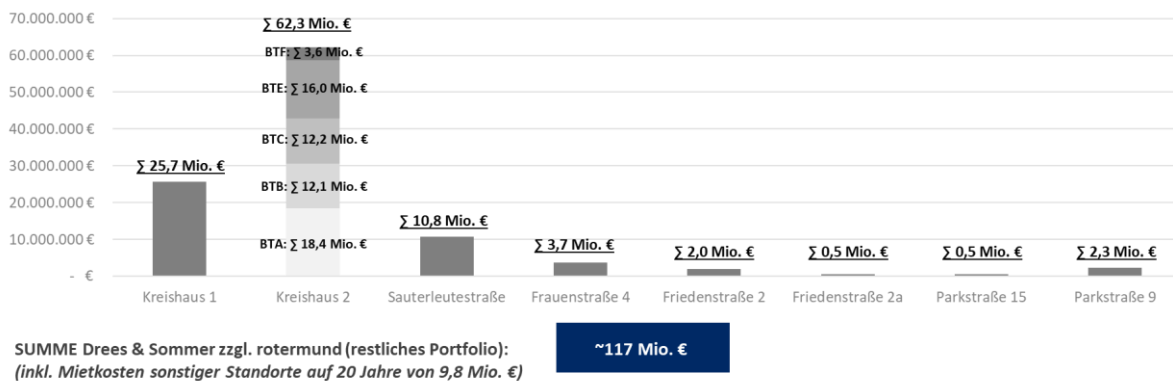 70.000.000 €
60.000.000 €
50.000.000 €
40.000.000 €
30.000.000 €
20.000.000 €
10.000.000 €
- €
∑ 25,7 Mio. €
∑ 62,3 Mio. €
BTF: ∑ 3,6 Mio. €
BTE: ∑ 16,0 Mio. €
BTC: ∑ 12,2 Mio. €
BTB: ∑ 12,1 Mio. €
BTA: ∑ 18,4 Mio. €
∑ 10,8 Mio. €
∑ 3,7 Mio. €
∑ 2,0 Mio. €
∑ 0,5 Mio. €
∑ 0,5 Mio. €
∑ 2,3 Mio. €
Kreishaus 1
Kreishaus 2
Sauterleutestraße
Frauenstraße 4
Friedenstraße 2
Friedenstraße 2a
Parkstraße 15
Parkstraße 9
SUMME Drees & Sommer zzgl. rotermund (restliches Portfolio):
(inkl. Mietkosten sonstiger Standorte auf 20 Jahre von 9,8 Mio. €)
~117 Mio. €